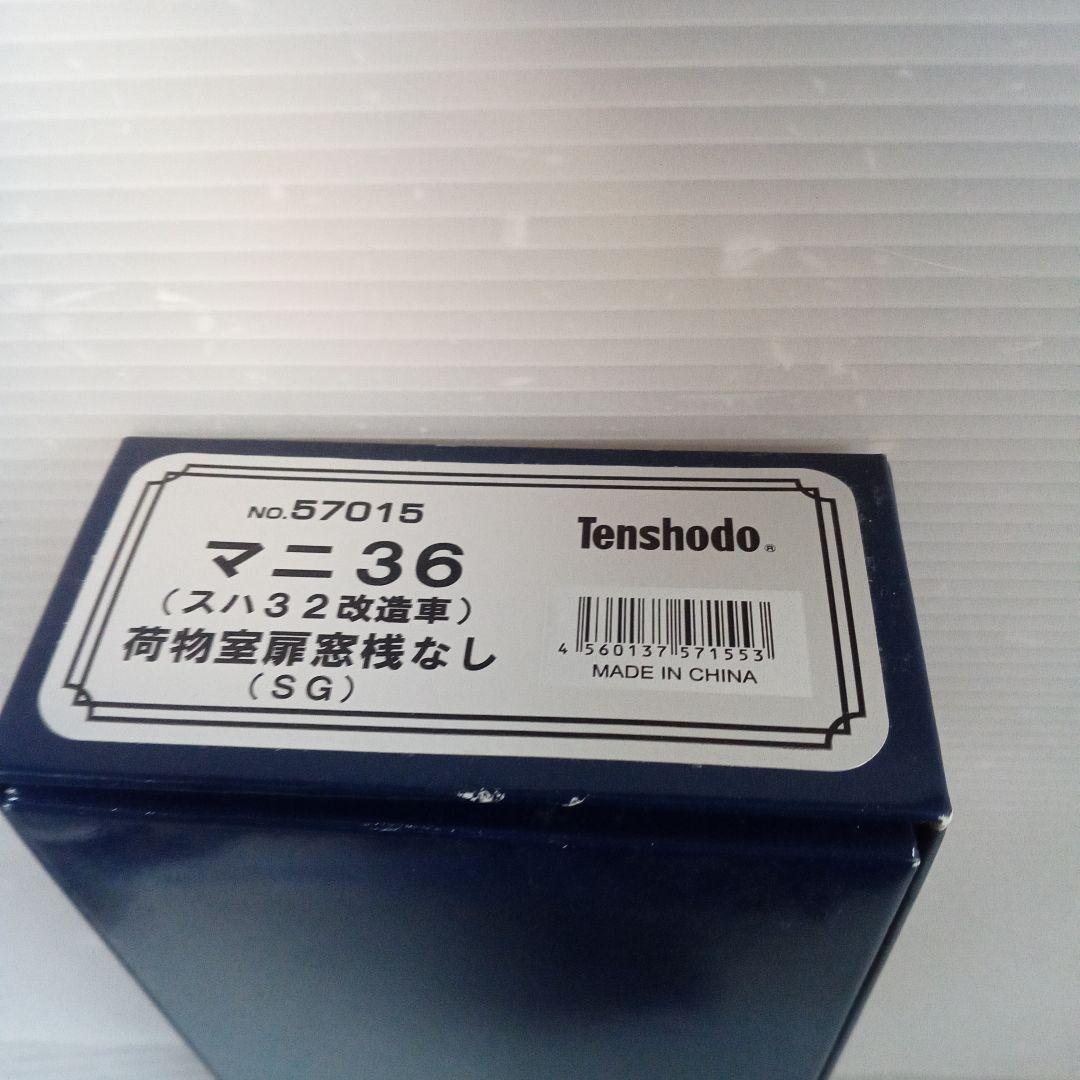 NO.57015
マニ36
(スハ32改造車)
荷物室扉窓桟なし
(SG)
Tenshodo®
4 560137 571553
MADE IN CHINA